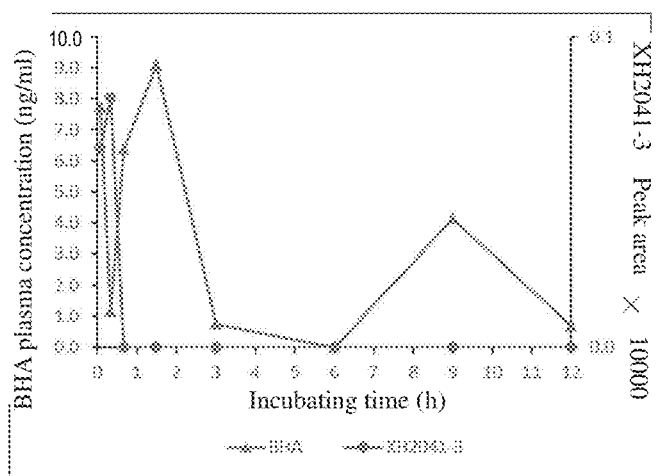 BHA plasma concentration (ng/ml)
10.0
9.0
8.0
7.0
6.0
5.0
4.0
3.0
2.0
1.0
0.0
0 1 2 3 4 5 6 7 8 9 10 11 12
Incubating time (h)
0.1
0.0
XH2041-3 Peak area × 10000
BHA XH2041-3